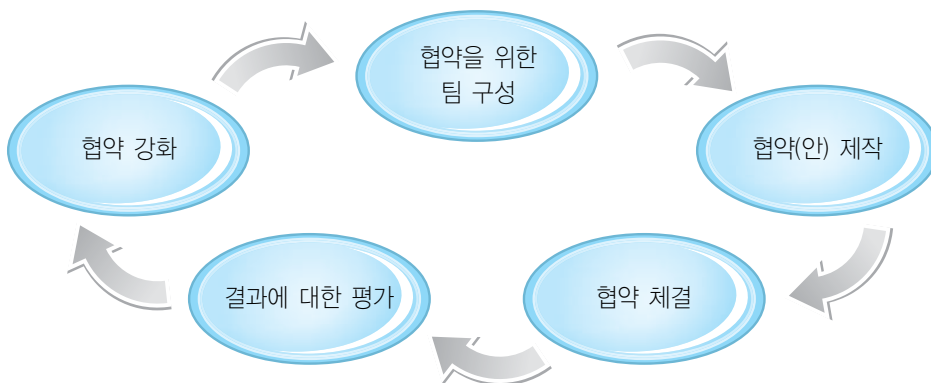 협약을 위한
팀 구성
협약(안) 제작
협약 체결
결과에 대한 평가
협약 강화